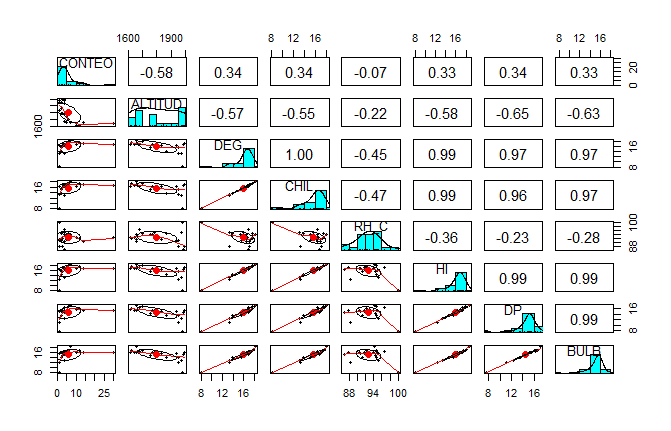 1600 1900 8 12 16 8 12 16 8 12 16
CONTEO -0.58 0.34 0.34 -0.07 0.33 0.34 0.33 0 20
1600 ALTITUD -0.57 -0.55 -0.22 -0.58 -0.65 -0.63
DEG 1.00 -0.45 0.99 0.97 0.97 8 16
8 16 CHIL -0.47 0.99 0.96 0.97
RH_C -0.36 -0.23 -0.28 88 100
8 16 HI 0.99 0.99
DP 0.99 8 16
8 16 BULB
0 10 25 8 12 16 88 94 100 8 12 16